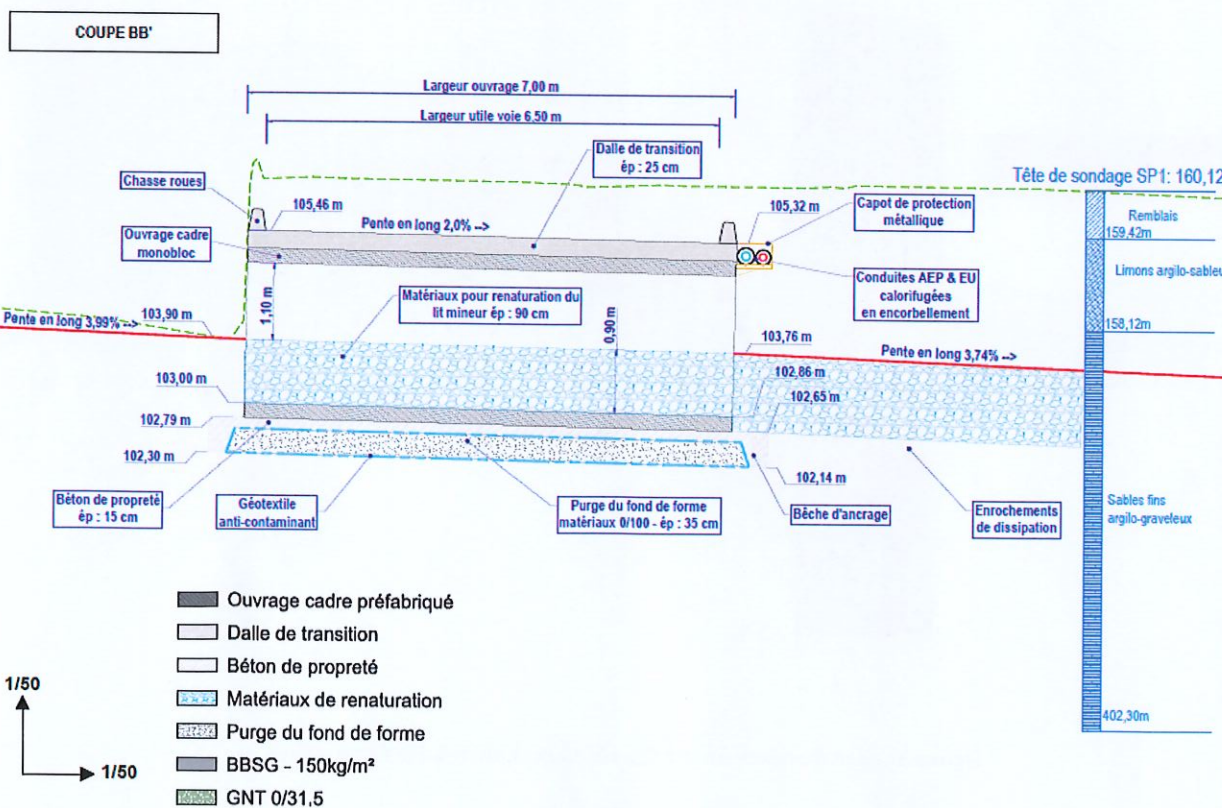 COUPE BB'
Largeur ouvrage 7,00 m
Largeur utile voie 6,50 m
Dalle de transition
ép : 25 cm
Tête de sondage SP1: 160,12
Chasse roues
105,46 m
Pente en long 2,0% -->
105,32 m
Capot de protection
métallique
Remblais
159,42m
Ouvrage cadre
monobloc
Limons argilo-sableu
Conduites AEP & EU
calorifugées
en encorbellement
1,10 m
Matériaux pour renaturation du
lit mineur ép : 90 cm
0,90 m
Pente en long 3,99% -->
103,90 m
158,12m
103,76 m
Pente en long 3,74% -->
103,00 m
102,86 m
102,65 m
102,79 m
102,30 m
102,14 m
Béton de propreté
ép : 15 cm
Géotextile
anti-contaminant
Purge du fond de forme
matériaux 0/100 - ép : 35 cm
Bêche d'ancrage
Enrochements
de dissipation
Sables fins
argilo-graveleux
402,30m
Ouvrage cadre préfabriqué
Dalle de transition
Béton de propreté
Matériaux de renaturation
Purge du fond de forme
BBSG - 150kg/m²
GNT 0/31,5
1/50
1/50